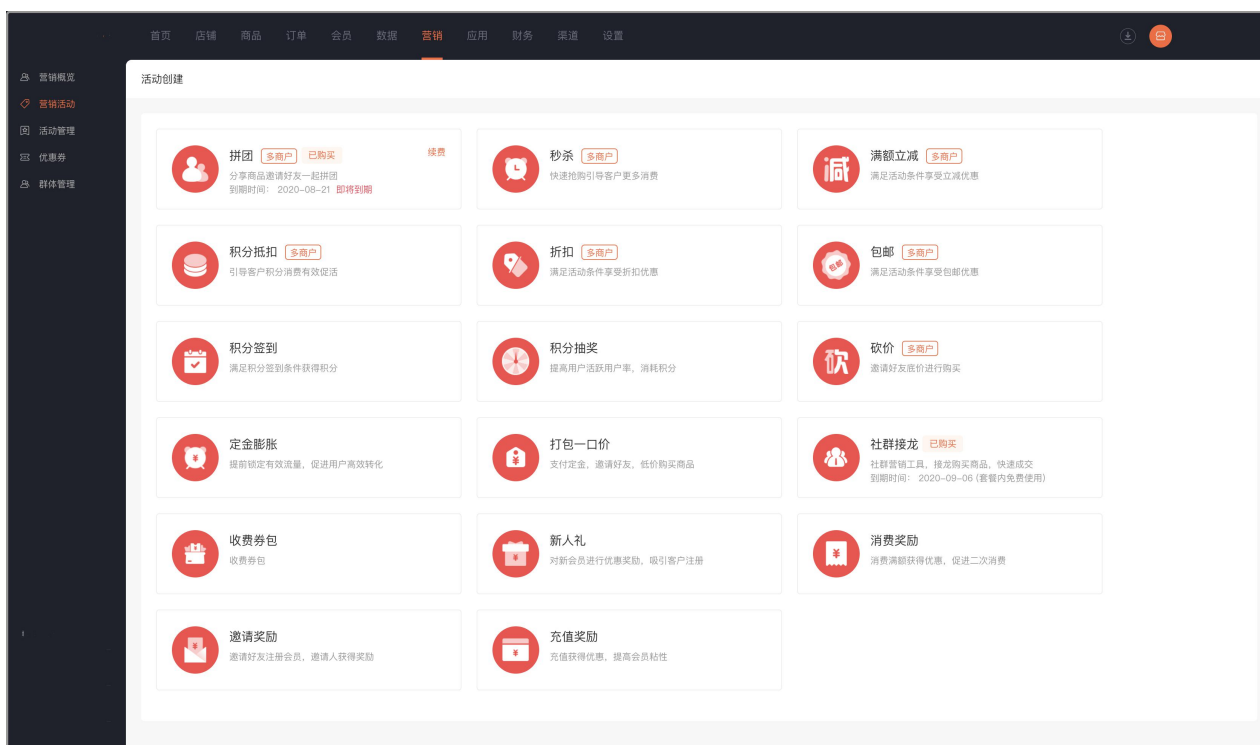 首页 店铺 商品 订单 会员 数据 营销 应用 财务 渠道 设置
营销概览
营销活动
活动管理
优惠券
群体管理
活动创建
拼团 多商户 已购买 续费
分享商品邀请好友一起拼团
到期时间: 2020-08-21 即将到期
秒杀 多商户
快速抢购引导客户更多消费
减
满额立减 多商户
满足活动条件享受立减优惠
积分抵扣 多商户
引导客户积分消费有效促活
折扣 多商户
满足活动条件享受折扣优惠
包邮
包邮 多商户
满足活动条件享受包邮优惠
积分签到
满足积分签到条件获得积分
积分抽奖
提高用户活跃用户率, 消耗积分
砍
砍价 多商户
邀请好友底价进行购买
¥
定金膨胀
提前锁定有效流量, 促进用户高效转化
¥
打包一口价
支付定金, 邀请好友, 低价购买商品
社群接龙 已购买
社群营销工具, 接龙购买商品, 快速成交
到期时间: 2020-09-06 (套餐内免费使用)
¥
收费券包
收费券包
¥
新人礼
对新会员进行优惠奖励, 吸引客户注册
¥
消费奖励
消费满额获得优惠, 促进二次消费
¥
邀请奖励
邀请好友注册会员, 邀请人获得奖励
¥
充值奖励
充值获得优惠, 提高会员粘性